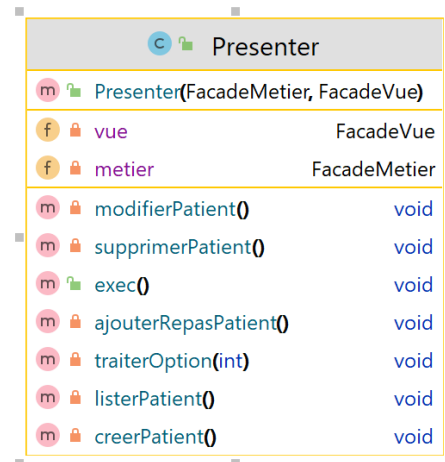 C Presenter
m Presenter(FacadeMetier, FacadeVue)
f vue FacadeVue
f metier FacadeMetier
m modifierPatient() void
m supprimerPatient() void
m exec() void
m ajouterRepasPatient() void
m traiterOption(int) void
m listerPatient() void
m creerPatient() void